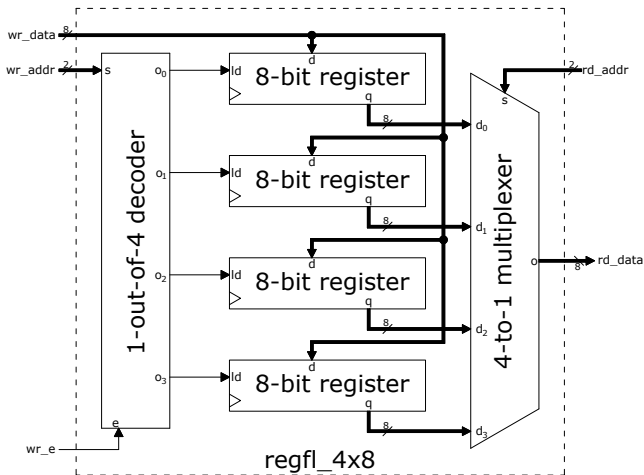 wr_data
8
wr_addr
2
s
1-out-of-4 decoder
o0
o1
o2
o3
e
wr_e
d
ld
8-bit register
q
8
d
ld
8-bit register
q
8
d
ld
8-bit register
q
8
d
ld
8-bit register
q
8
2
rd_addr
s
d0
d1
d2
d3
4-to-1 multiplexer
o
8
rd_data
regfl_4x8